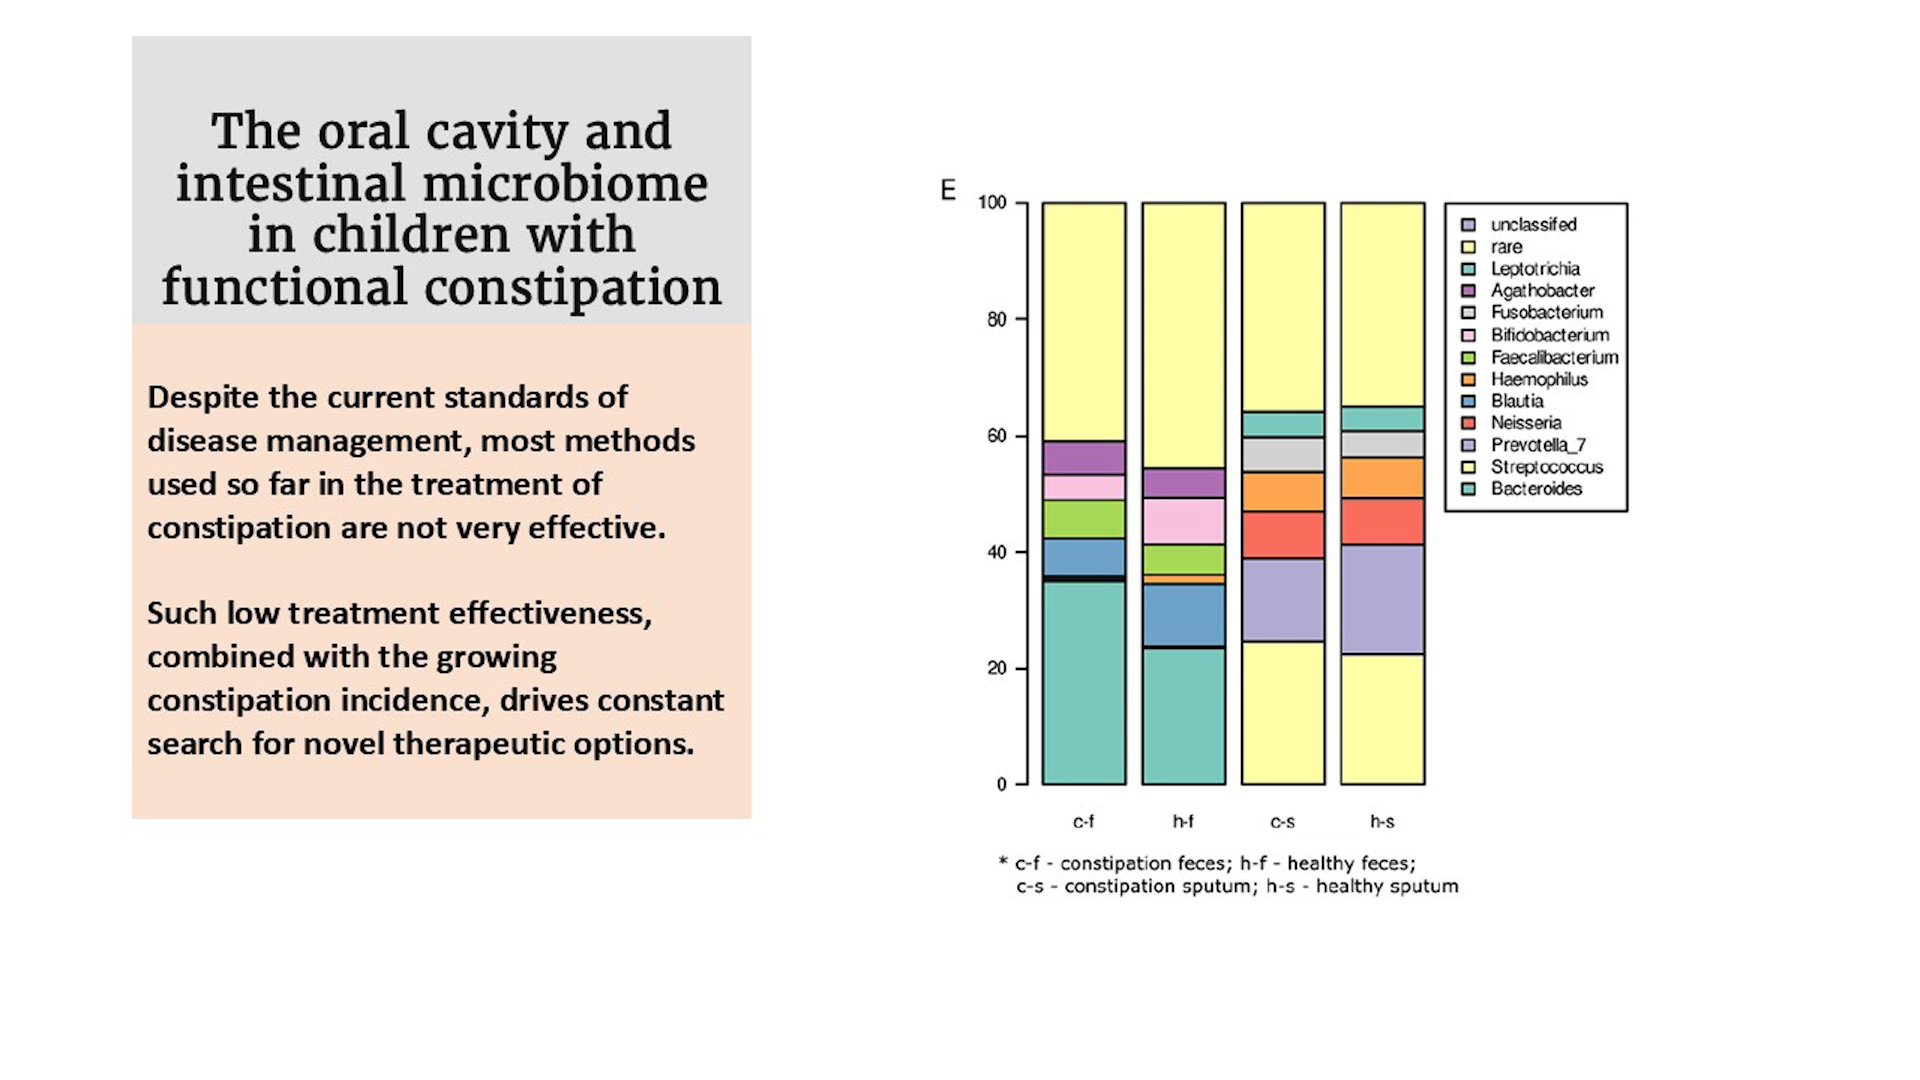 The oral cavity and
intestinal microbiome
in children with
functional constipation
Despite the current standards of
disease management, most methods
used so far in the treatment of
constipation are not very effective.
Such low treatment effectiveness,
combined with the growing
constipation incidence, drives constant
search for novel therapeutic options.
E
100
80
60
40
20
0
c-f
h-f
c-s
h-s
unclassifed
rare
Leptotrichia
Agathobacter
Fusobacterium
Bifidobacterium
Faecalibacterium
Haemophilus
Blautia
Neisseria
Prevotella_7
Streptococcus
Bacteroides
* c-f - constipation feces; h-f - healthy feces;
c-s - constipation sputum; h-s - healthy sputum